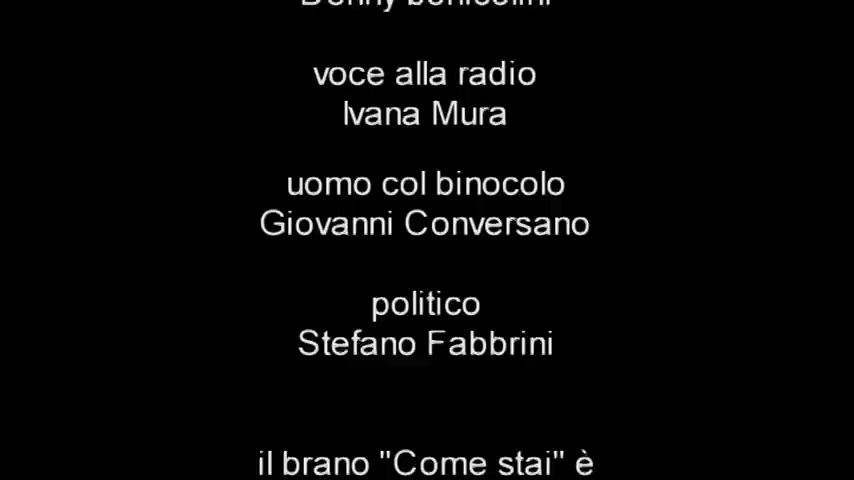 voce alla radio
Ivana Mura
uomo col binocolo
Giovanni Conversano
politico
Stefano Fabbrini
il brano "Come stai" è